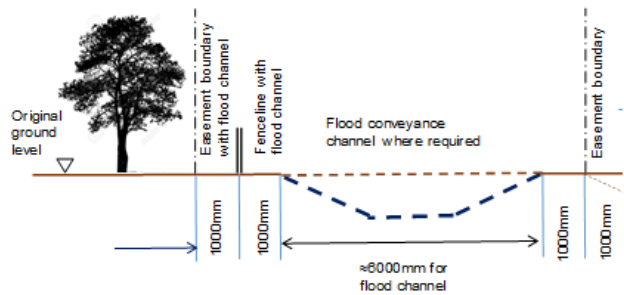 Original
ground
level
Easement boundary
with flood channel
Fenceline with
flood channel
Flood conveyance
channel where required
Easement boundary
1000mm
1000mm
1000mm
1000mm
≈6000mm for
flood channel